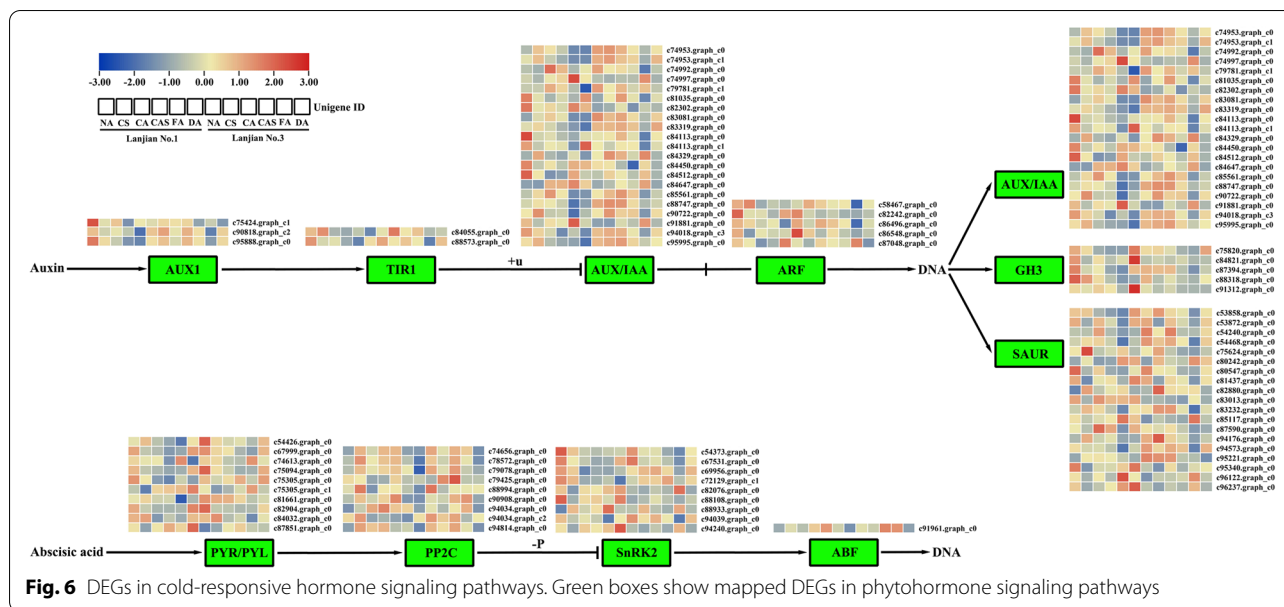 -3.00 -2.00 -1.00 0.00 1.00 2.00 3.00
Unigene ID
NA CS CA CAS FA DA NA CS CA CAS FA DA
Lanjian No.1 Lanjian No.3
c74953.graph_c0
c74953.graph_c1
c74992.graph_c0
c74997.graph_c0
c79781.graph_c1
c81035.graph_c0
c82302.graph_c0
c83081.graph_c0
c83319.graph_c0
c84113.graph_c0
c84113.graph_c1
c84329.graph_c0
c84450.graph_c0
c84512.graph_c0
c84647.graph_c0
c85561.graph_c0
c88747.graph_c0
c90722.graph_c0
c91881.graph_c0
c94018.graph_c3
c95995.graph_c0
c74953.graph_c0
c74953.graph_c1
c74992.graph_c0
c74997.graph_c0
c79781.graph_c1
c81035.graph_c0
c82302.graph_c0
c83081.graph_c0
c83319.graph_c0
c84113.graph_c0
c84113.graph_c1
c84329.graph_c0
c84450.graph_c0
c84512.graph_c0
c84647.graph_c0
c85561.graph_c0
c88747.graph_c0
c90722.graph_c0
c91881.graph_c0
c94018.graph_c3
c95995.graph_c0
c75424.graph_c1
c90818.graph_c2
c95888.graph_c0
c84055.graph_c0
c88573.graph_c0
c58467.graph_c0
c82242.graph_c0
c86496.graph_c0
c86548.graph_c0
c87048.graph_c0
Auxin AUX1 TIR1 +u AUX/IAA ARF DNA
AUX/IAA
GH3
SAUR
c75820.graph_c0
c84821.graph_c0
c87394.graph_c0
c88318.graph_c0
c91312.graph_c0
c53858.graph_c0
c53872.graph_c0
c54240.graph_c0
c54468.graph_c0
c75624.graph_c0
c80242.graph_c0
c80547.graph_c0
c81437.graph_c0
c82880.graph_c0
c83013.graph_c0
c83232.graph_c0
c85117.graph_c0
c87590.graph_c0
c94176.graph_c0
c94573.graph_c0
c95221.graph_c0
c95340.graph_c0
c96122.graph_c0
c96237.graph_c0
c54426.graph_c0
c67999.graph_c0
c74613.graph_c0
c75094.graph_c0
c75305.graph_c0
c75305.graph_c1
c81661.graph_c0
c82904.graph_c0
c84032.graph_c0
c87851.graph_c0
c74656.graph_c0
c78572.graph_c0
c79078.graph_c0
c79425.graph_c0
c88994.graph_c0
c90908.graph_c0
c94034.graph_c0
c94034.graph_c2
c94814.graph_c0
c54373.graph_c0
c67531.graph_c0
c69956.graph_c0
c72129.graph_c1
c82076.graph_c0
c88108.graph_c0
c88933.graph_c0
c94039.graph_c0
c94240.graph_c0
c91961.graph_c0
Abscisic acid PYR/PYL PP2C -P SnRK2 ABF DNA
Fig. 6 DEGs in cold-responsive hormone signaling pathways. Green boxes show mapped DEGs in phytohormone signaling pathways